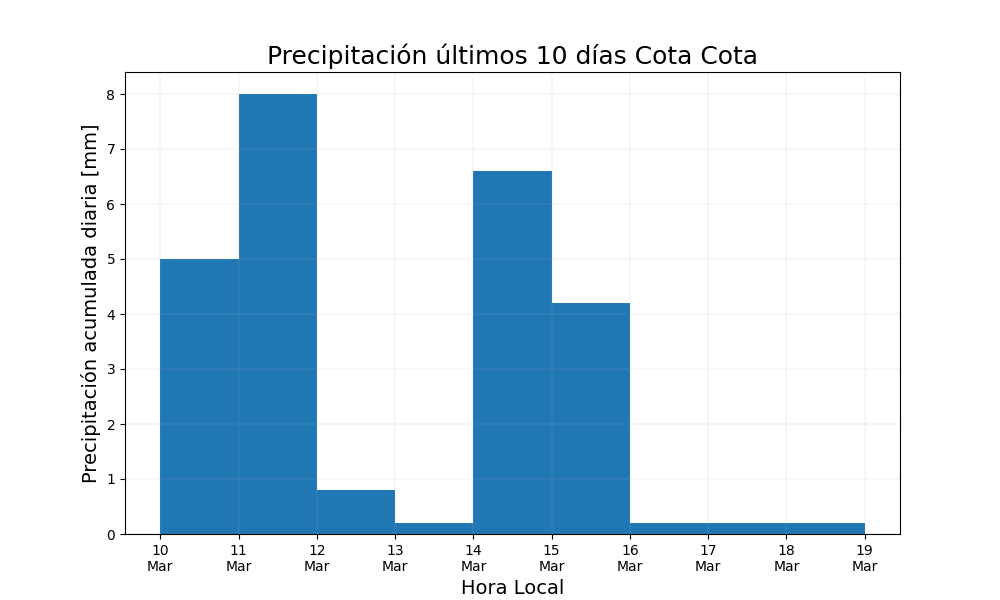 Precipitación últimos 10 días Cota Cota
Precipitación acumulada diaria [mm]
8
7
6
5
4
3
2
1
0
10 11 12 13 14 15 16 17 18 19
Mar Mar Mar Mar Mar Mar Mar Mar Mar Mar
Hora Local